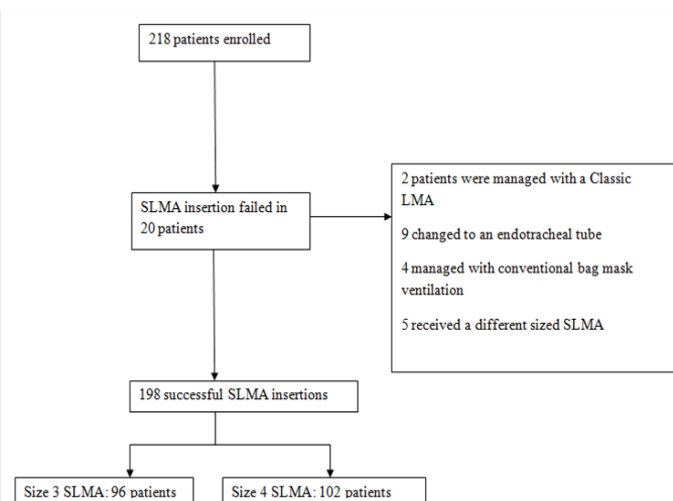 218 patients enrolled
SLMA insertion failed in
20 patients
2 patients were managed with a Classic
LMA
9 changed to an endotracheal tube
4 managed with conventional bag mask
ventilation
5 received a different sized SLMA
198 successful SLMA insertions
Size 3 SLMA: 96 patients
Size 4 SLMA: 102 patients